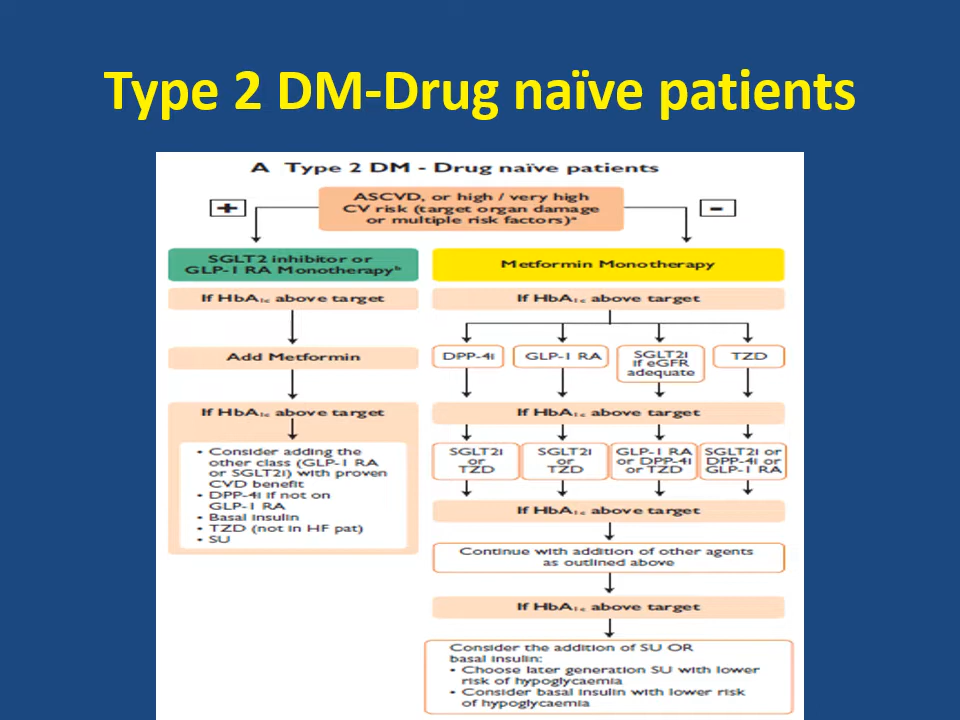 Type 2 DM-Drug naïve patients
A Type 2 DM - Drug naïve patients
ASCVD, or high / very high
CV risk (target organ damage
or multiple risk factors)ᵃ
+
-
SGLT2 inhibitor or
GLP-1 RA Monotherapyᵇ
If HbA₁c above target
Add Metformin
If HbA₁c above target
• Consider adding the
other class (GLP-1 RA
or SGLT2i) with proven
CVD benefit
• DPP-4i if not on
GLP-1 RA
• Basal insulin
• TZD (not in HF pat)
• SU
Metformin Monotherapy
If HbA₁c above target
DPP-4i
GLP-1 RA
SGLT2i
if eGFR
adequate
TZD
If HbA₁c above target
SGLT2i
or
TZD
SGLT2i
or
TZD
GLP-1 RA
or DPP-4i
or TZD
SGLT2i or
DPP-4i or
GLP-1 RA
If HbA₁c above target
Continue with addition of other agents
as outlined above
If HbA₁c above target
Consider the addition of SU OR
basal insulin:
• Choose later generation SU with lower
risk of hypoglycaemia
• Consider basal insulin with lower risk
of hypoglycaemia